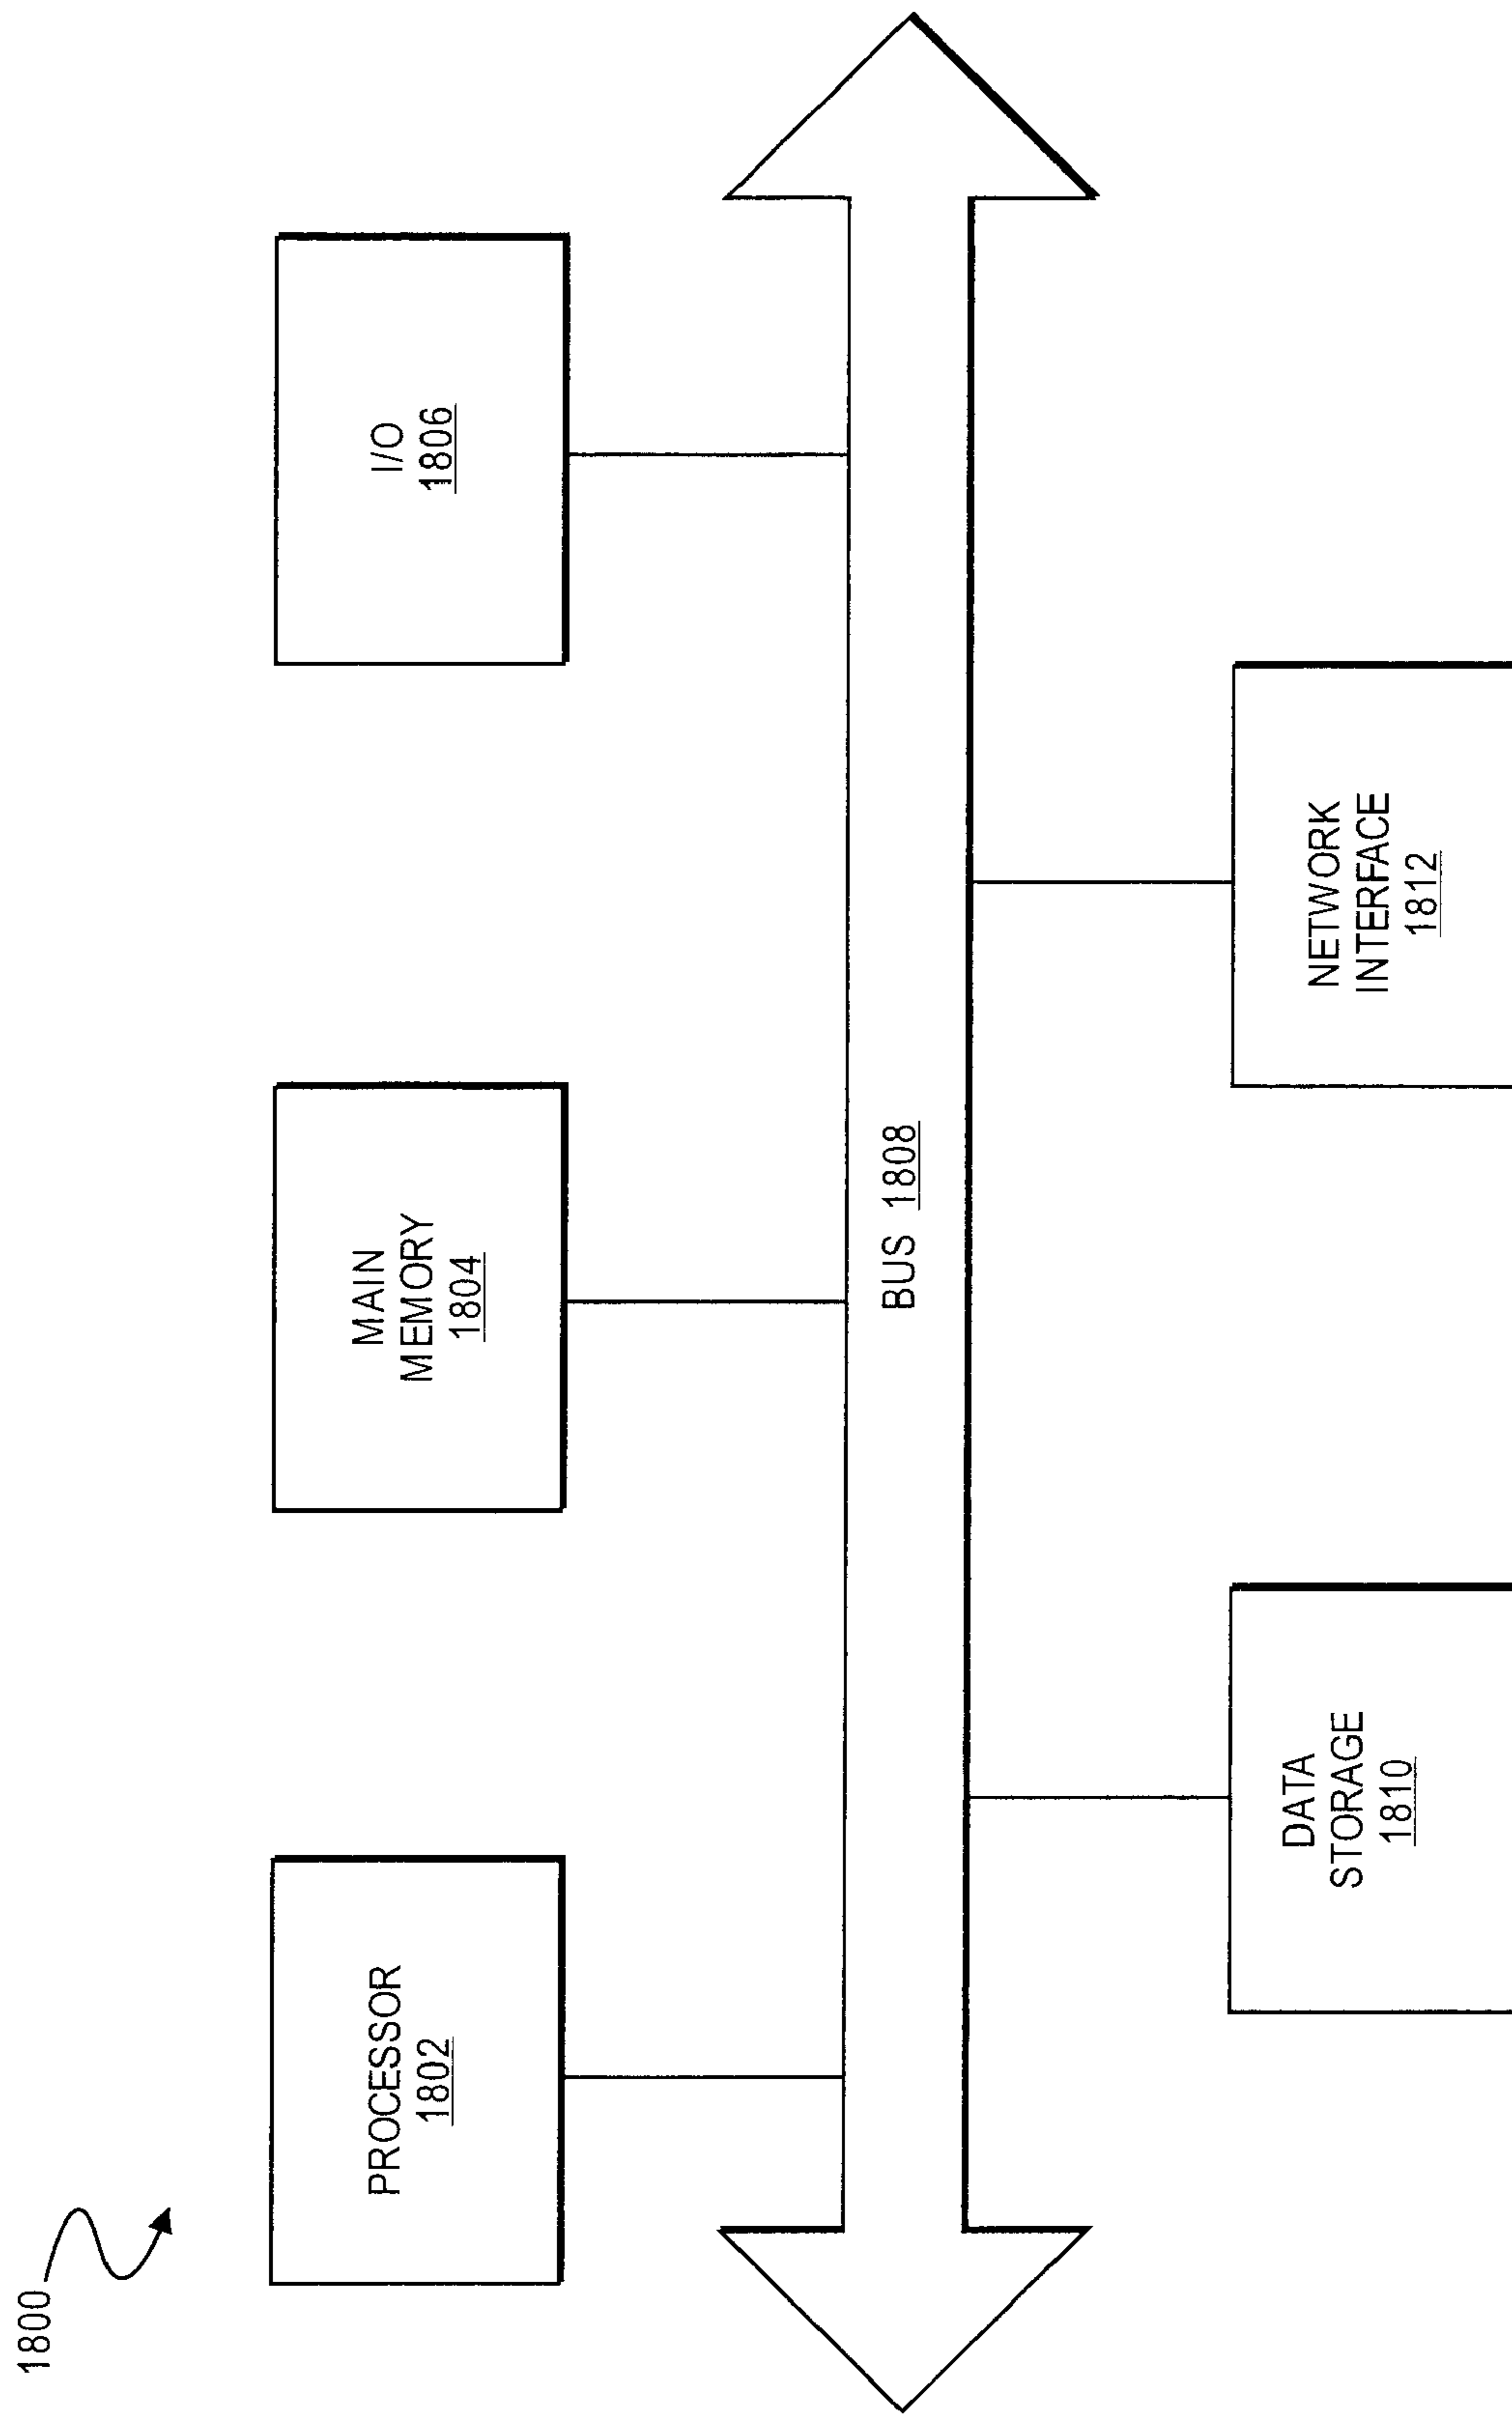 1800
PROCESSOR
1802
MAIN
MEMORY
1804
I/O
1806
BUS 1808
DATA
STORAGE
1810
NETWORK
INTERFACE
1812